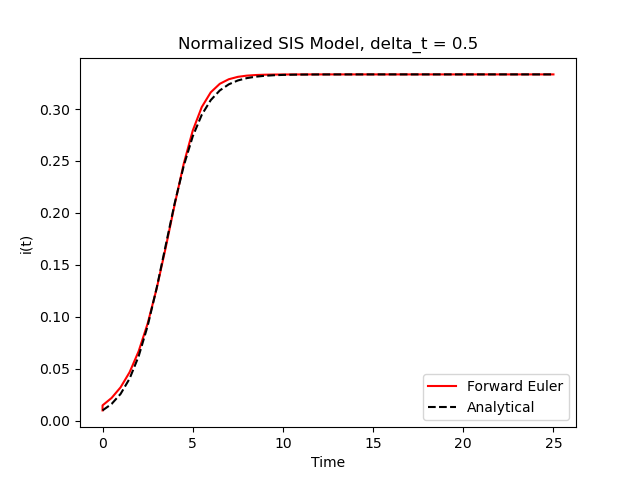 Normalized SIS Model, delta_t = 0.5
i(t)
0.30
0.25
0.20
0.15
0.10
0.05
0.00
Forward Euler
Analytical
0 5 10 15 20 25
Time